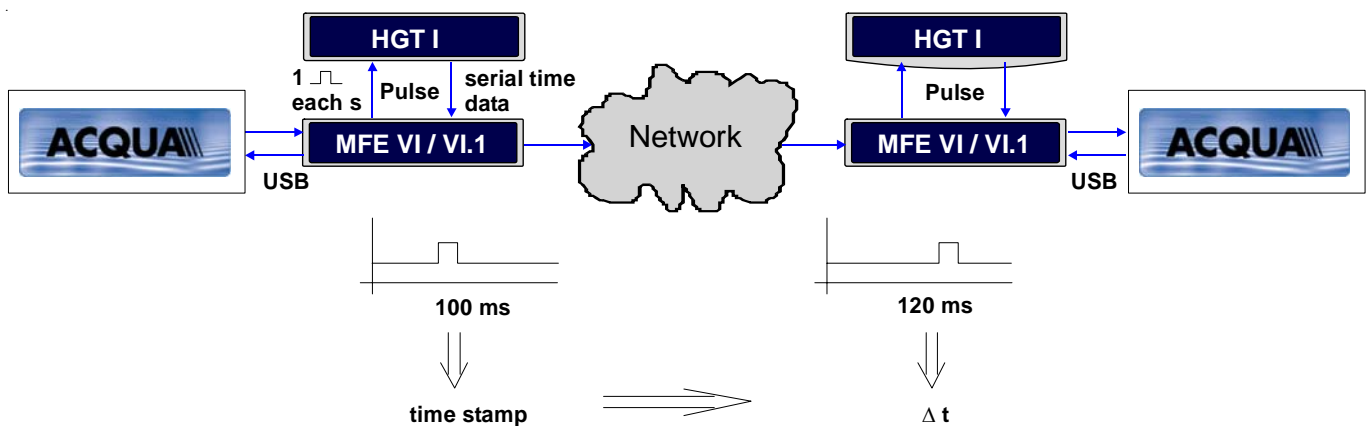 HGT I
1
each s
Pulse
serial time
data
ACQUA
MFE VI / VI.1
USB
Network
HGT I
Pulse
MFE VI / VI.1
USB
ACQUA
100 ms
120 ms
time stamp
Δ t